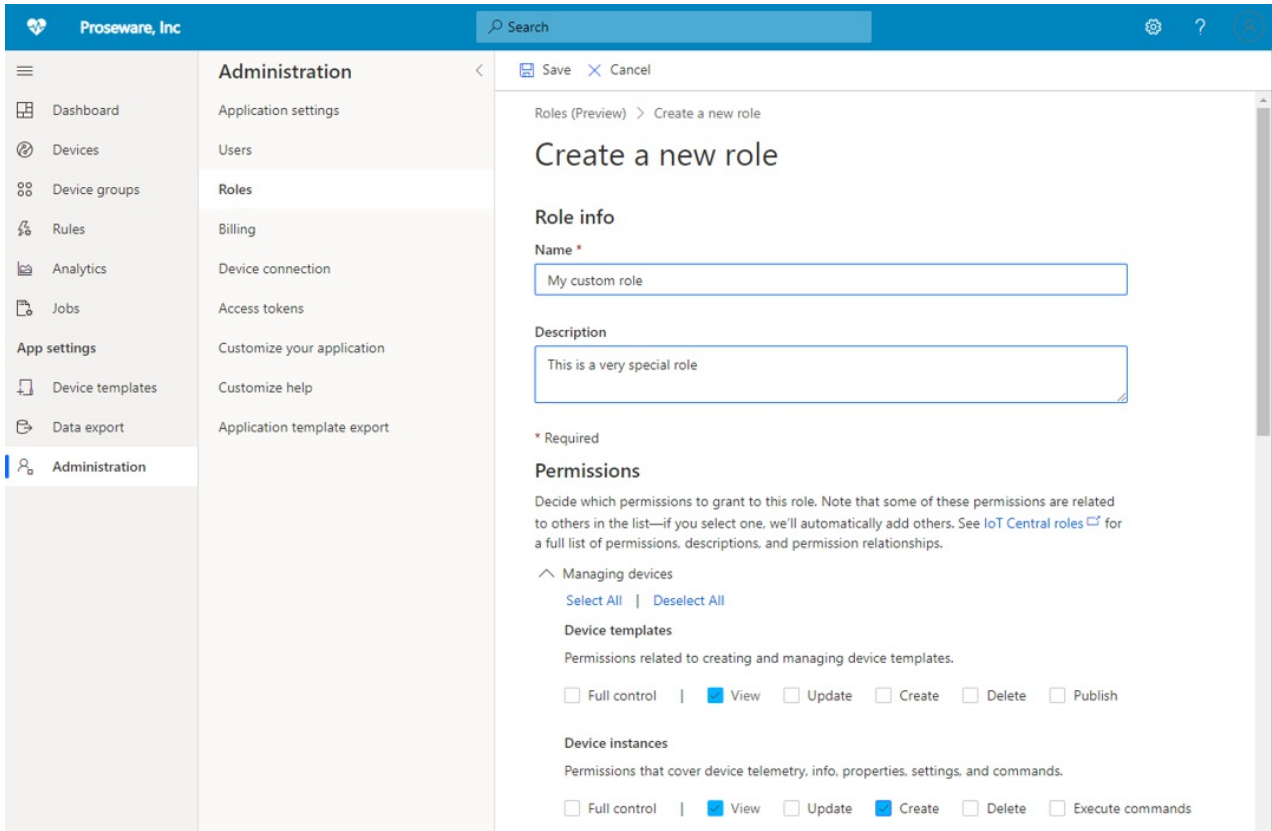 Proseware, Inc
Search
?
Dashboard
Devices
Device groups
Rules
Analytics
Jobs
App settings
Device templates
Data export
Administration
Administration
Application settings
Users
Roles
Billing
Device connection
Access tokens
Customize your application
Customize help
Application template export
Save Cancel
Roles (Preview) > Create a new role
Create a new role
Role info
Name *
My custom role
Description
This is a very special role
* Required
Permissions
Decide which permissions to grant to this role. Note that some of these permissions are related
to others in the list—if you select one, we'll automatically add others. See IoT Central roles for
a full list of permissions, descriptions, and permission relationships.
Managing devices
Select All | Deselect All
Device templates
Permissions related to creating and managing device templates.
Full control | View Update Create Delete Publish
Device instances
Permissions that cover device telemetry, info, properties, settings, and commands.
Full control | View Update Create Delete Execute commands